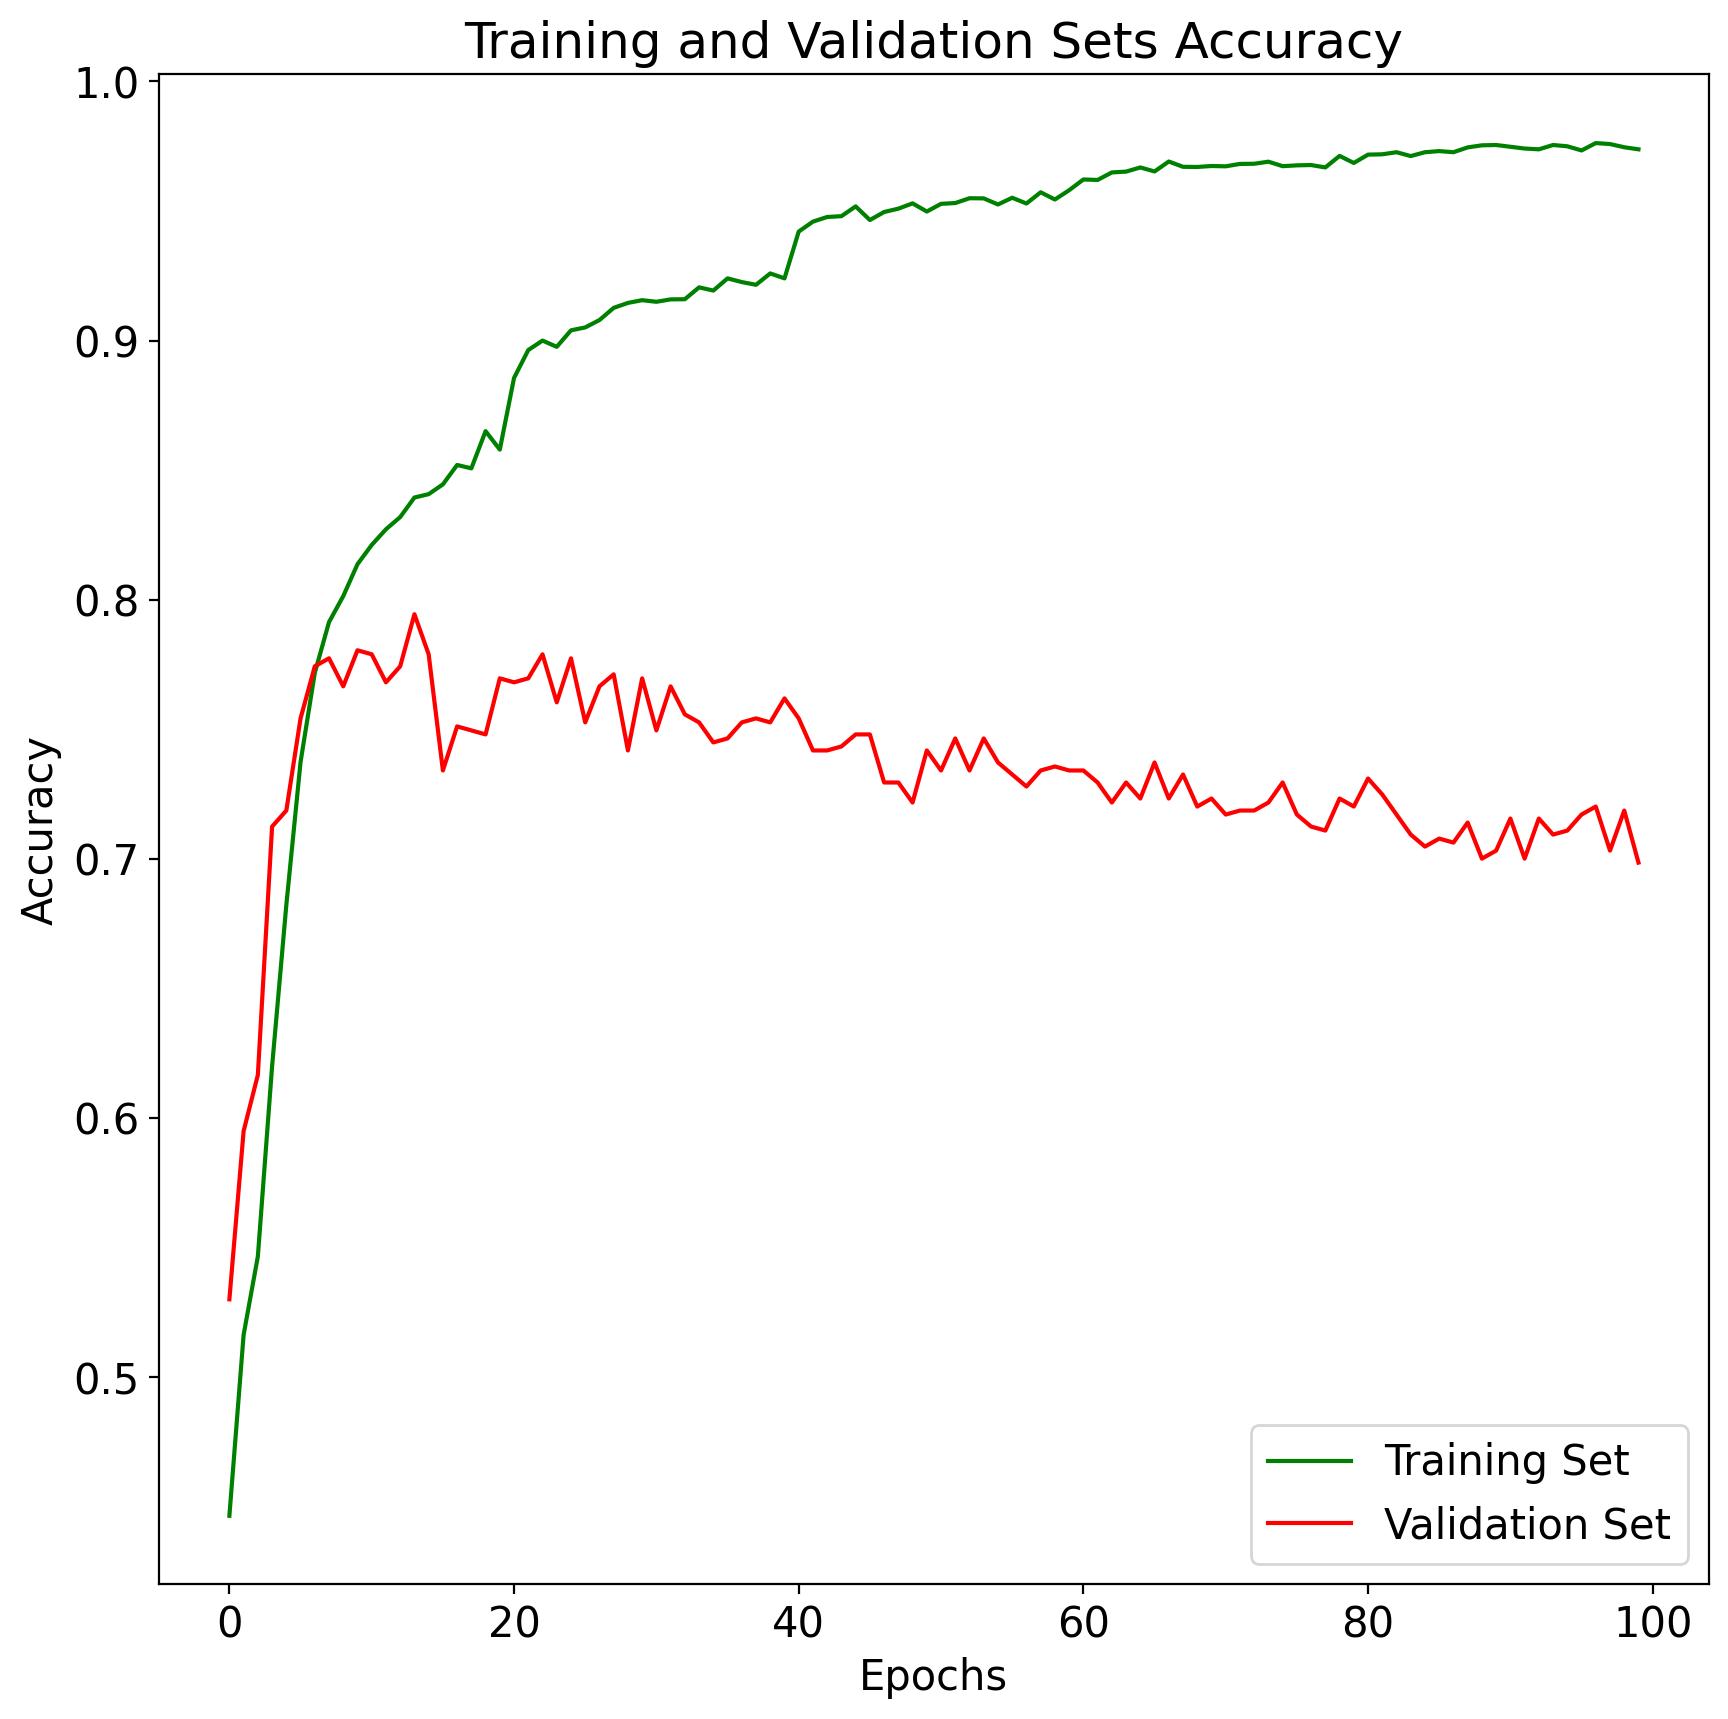 Training and Validation Sets Accuracy
1.0
0.9
0.8
0.7
0.6
0.5
Accuracy
0 20 40 60 80 100
Epochs
Training Set
Validation Set